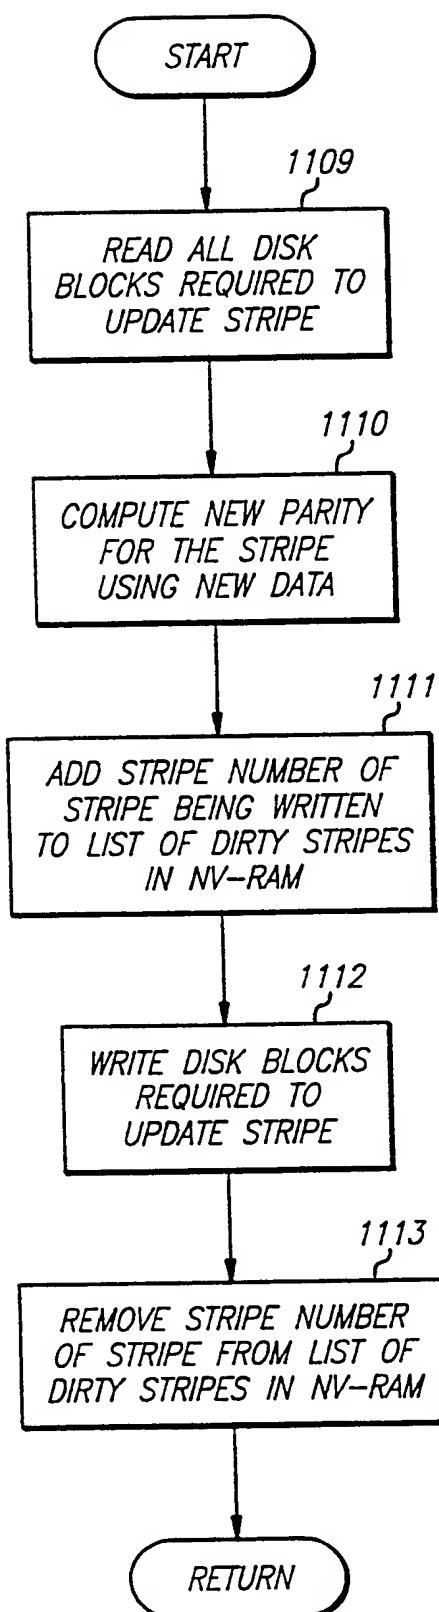 START
1109
READ ALL DISK
BLOCKS REQUIRED TO
UPDATE STRIPE
1110
COMPUTE NEW PARITY
FOR THE STRIPE
USING NEW DATA
1111
ADD STRIPE NUMBER OF
STRIPE BEING WRITTEN
TO LIST OF DIRTY STRIPES
IN NV-RAM
1112
WRITE DISK BLOCKS
REQUIRED TO
UPDATE STRIPE
1113
REMOVE STRIPE NUMBER
OF STRIPE FROM LIST OF
DIRTY STRIPES IN NV-RAM
RETURN